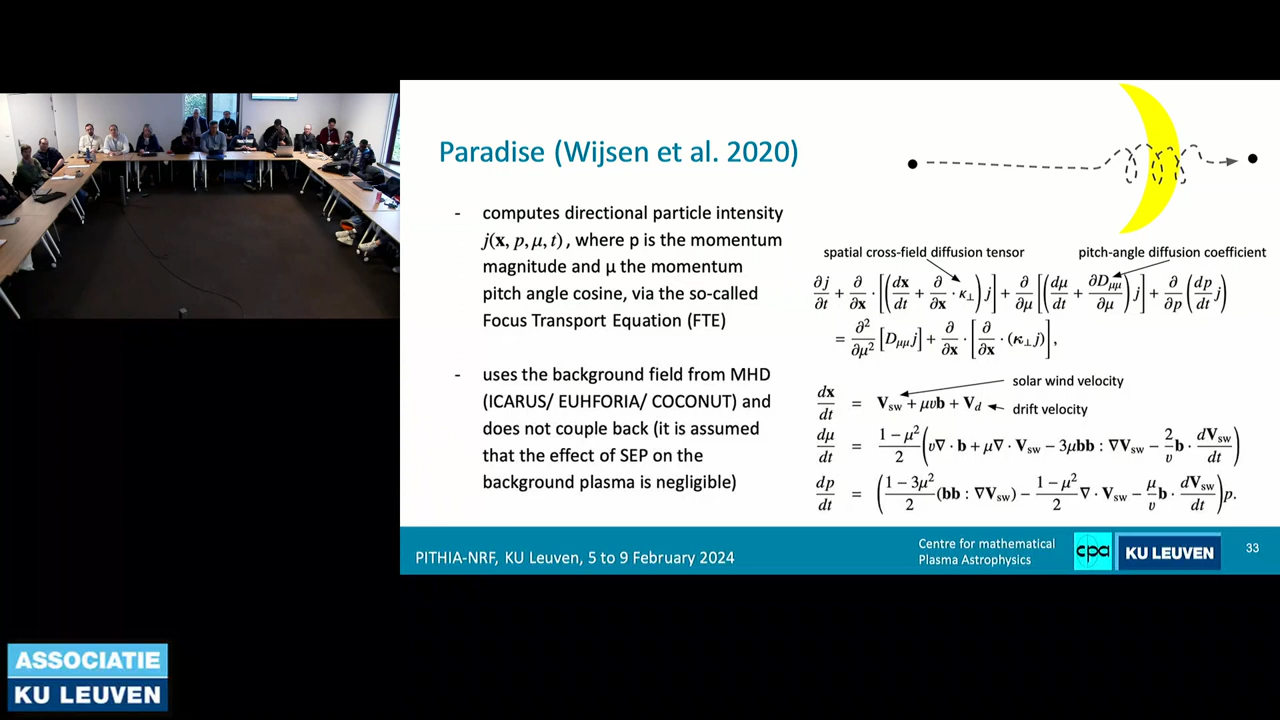 Paradise (Wijsen et al. 2020)
- computes directional particle intensity
j(x, p, μ, t) , where p is the momentum
magnitude and μ the momentum
pitch angle cosine, via the so-called
Focus Transport Equation (FTE)
- uses the background field from MHD
(ICARUS/ EUHFORIA/ COCONUT) and
does not couple back (it is assumed
that the effect of SEP on the
background plasma is negligible)
spatial cross-field diffusion tensor
pitch-angle diffusion coefficient
∂j/∂t + ∂/∂x · [(dx/dt + ∂/∂x · κ⊥) j] + ∂/∂μ [(dμ/dt + ∂Dμμ/∂μ) j] + ∂/∂p (dp/dt j)
= ∂²/∂μ² [Dμμ j] + ∂/∂x · [∂/∂x · (κ⊥ j)],
solar wind velocity
dx/dt = Vsw + μυb + Vd
drift velocity
dμ/dt = (1 − μ²)/2 (υ∇ · b + μ∇ · Vsw − 3μbb : ∇Vsw − 2/υ b · dVsw/dt)
dp/dt = ((1 − 3μ²)/2 (bb : ∇Vsw) − (1 − μ²)/2 ∇ · Vsw − μ/υ b · dVsw/dt) p.
PITHIA-NRF, KU Leuven, 5 to 9 February 2024
Centre for mathematical
Plasma Astrophysics
cpa
KU LEUVEN
33
ASSOCIATIE
KU LEUVEN